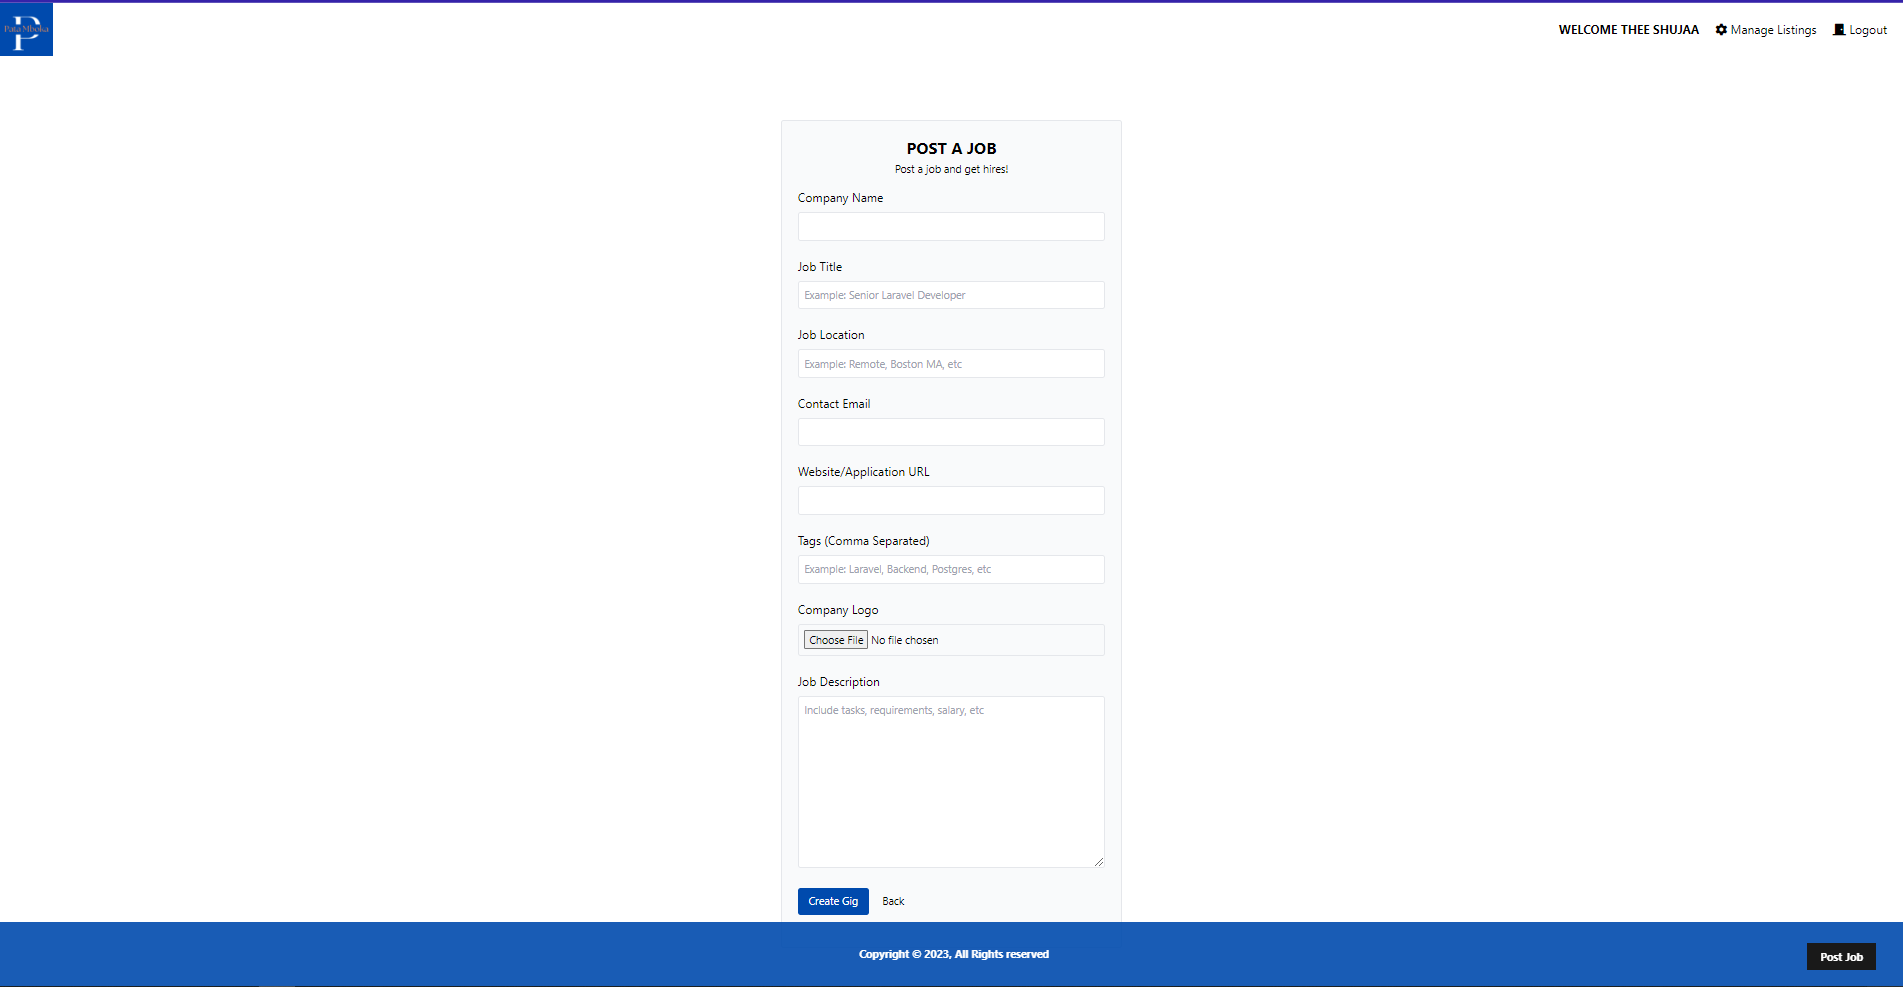 Pata Mboka
P
WELCOME THEE SHUJAA Manage Listings Logout
POST A JOB
Post a job and get hires!
Company Name
Job Title
Example: Senior Laravel Developer
Job Location
Example: Remote, Boston MA, etc
Contact Email
Website/Application URL
Tags (Comma Separated)
Example: Laravel, Backend, Postgres, etc
Company Logo
Choose File No file chosen
Job Description
Include tasks, requirements, salary, etc
Create Gig Back
Copyright © 2023, All Rights reserved
Post Job